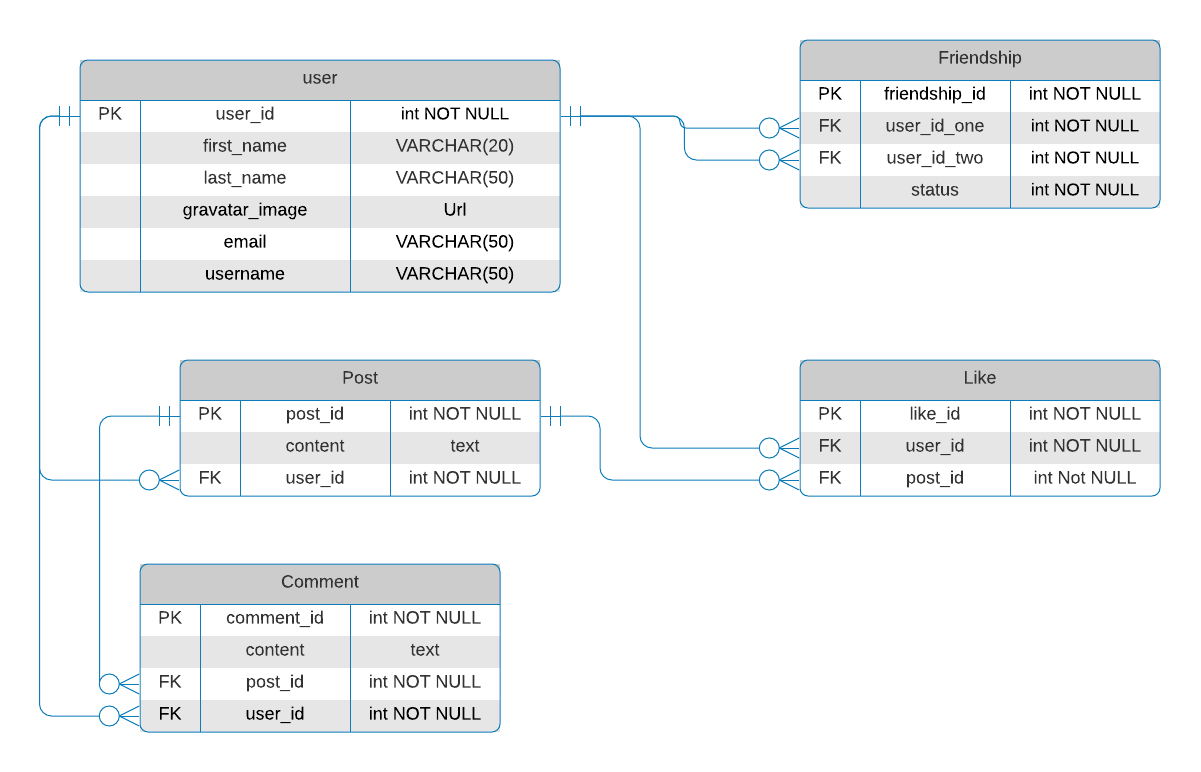 user
PK user_id int NOT NULL
first_name VARCHAR(20)
last_name VARCHAR(50)
gravatar_image Url
email VARCHAR(50)
username VARCHAR(50)
Friendship
PK friendship_id int NOT NULL
FK user_id_one int NOT NULL
FK user_id_two int NOT NULL
status int NOT NULL
Post
PK post_id int NOT NULL
content text
FK user_id int NOT NULL
Like
PK like_id int NOT NULL
FK user_id int NOT NULL
FK post_id int Not NULL
Comment
PK comment_id int NOT NULL
content text
FK post_id int NOT NULL
FK user_id int NOT NULL